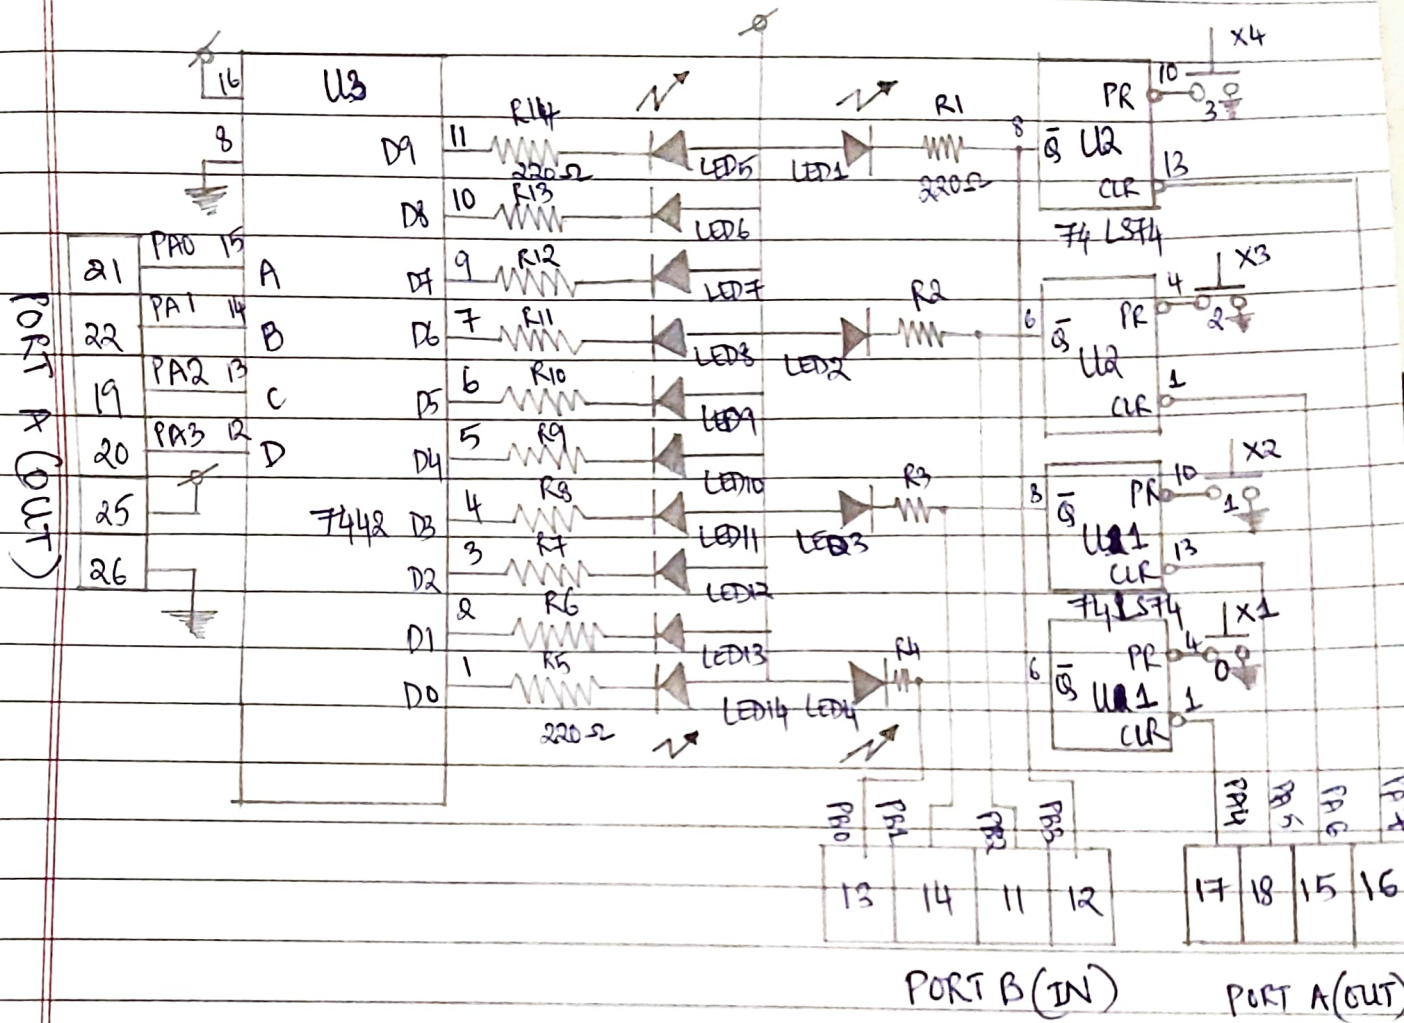 X4
16
U3
PR
10
3
R14
R1
8
D9
11
220Ω
LED5
LED1
220Ω
8
Q̄
U2
CLR
13
74 LS74
D8
10
R13
LED6
21
PA0
15
A
D7
9
R12
LED7
X3
22
PA1
14
B
D6
7
R11
LED8
LED2
R2
6
Q̄
PR
4
2
U2
CLR
1
19
PA2
13
C
D5
6
R10
LED9
20
PA3
12
D
D4
5
R9
LED10
X2
25
7442
D3
4
R8
LED11
LED3
R3
8
Q̄
PR
10
1
U1
CLR
13
74LS74
26
D2
3
R7
LED12
X1
D1
2
R6
LED13
D0
1
R5
220Ω
LED14
LED4
R4
6
Q̄
PR
4
0
U1
CLR
1
PORT A (OUT)
PB0
PB1
PB2
PB3
PA4
PA5
PA6
13
14
11
12
17
18
15
16
PORT B (IN)
PORT A (OUT)